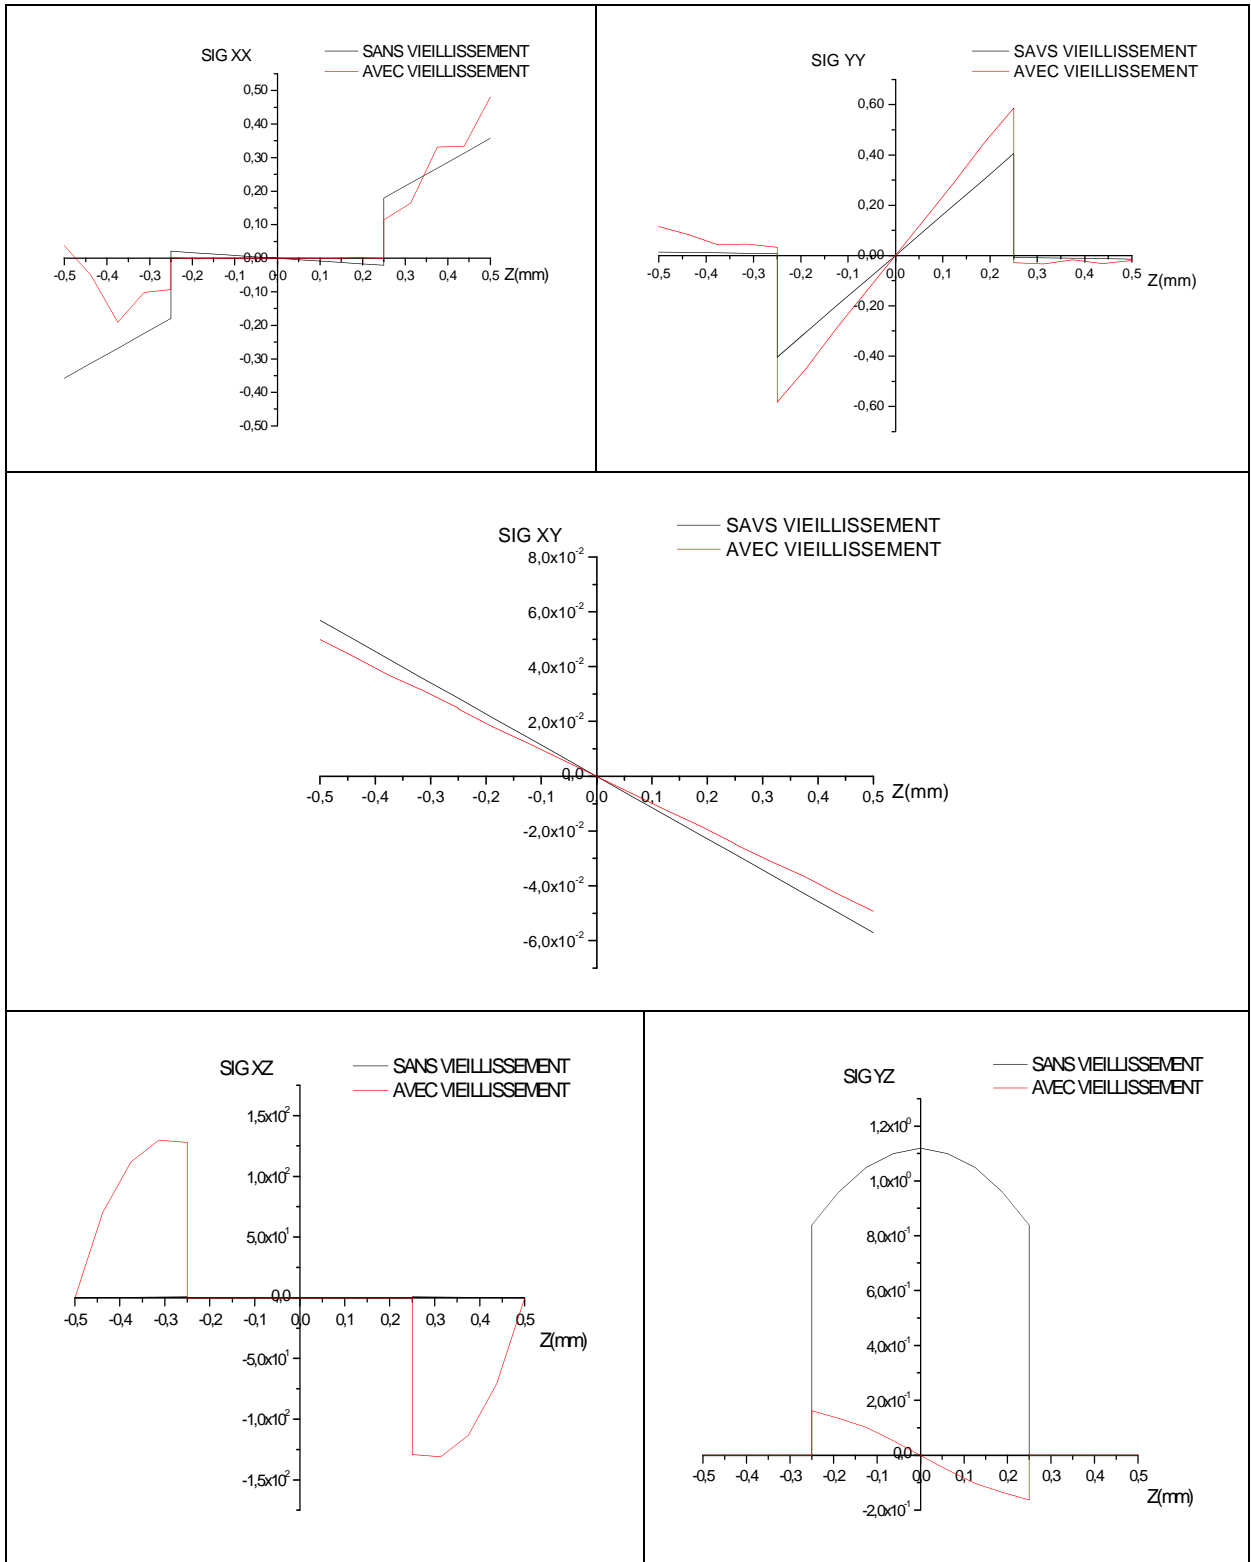 SIG XX
SANS VIEILLISSEMENT
AVEC VIEILLISSEMENT
0,50
0,40
0,30
0,20
0,10
0,00
-0,10
-0,20
-0,30
-0,40
-0,50
-0,5 -0,4 -0,3 -0,2 -0,1 0,0 0,1 0,2 0,3 0,4 0,5
Z(mm)
SIG YY
SAVS VIEILLISSEMENT
AVEC VIEILLISSEMENT
0,60
0,40
0,20
0,00
-0,20
-0,40
-0,60
-0,5 -0,4 -0,3 -0,2 -0,1 0,0 0,1 0,2 0,3 0,4 0,5
Z(mm)
SIG XY
SAVS VIEILLISSEMENT
AVEC VIEILLISSEMENT
8,0x10⁻²
6,0x10⁻²
4,0x10⁻²
2,0x10⁻²
0,0
-2,0x10⁻²
-4,0x10⁻²
-6,0x10⁻²
-0,5 -0,4 -0,3 -0,2 -0,1 0,0 0,1 0,2 0,3 0,4 0,5
Z(mm)
SIG XZ
SANS VIEILLISSEMENT
AVEC VIEILLISSEMENT
1,5x10²
1,0x10²
5,0x10¹
0,0
-5,0x10¹
-1,0x10²
-1,5x10²
-0,5 -0,4 -0,3 -0,2 -0,1 0,0 0,1 0,2 0,3 0,4 0,5
Z(mm)
SIG YZ
SANS VIEILLISSEMENT
AVEC VIEILLISSEMENT
1,2x10⁰
1,0x10⁰
8,0x10⁻¹
6,0x10⁻¹
4,0x10⁻¹
2,0x10⁻¹
0,0
-2,0x10⁻¹
-0,5 -0,4 -0,3 -0,2 -0,1 0,0 0,1 0,2 0,3 0,4 0,5
Z(mm)